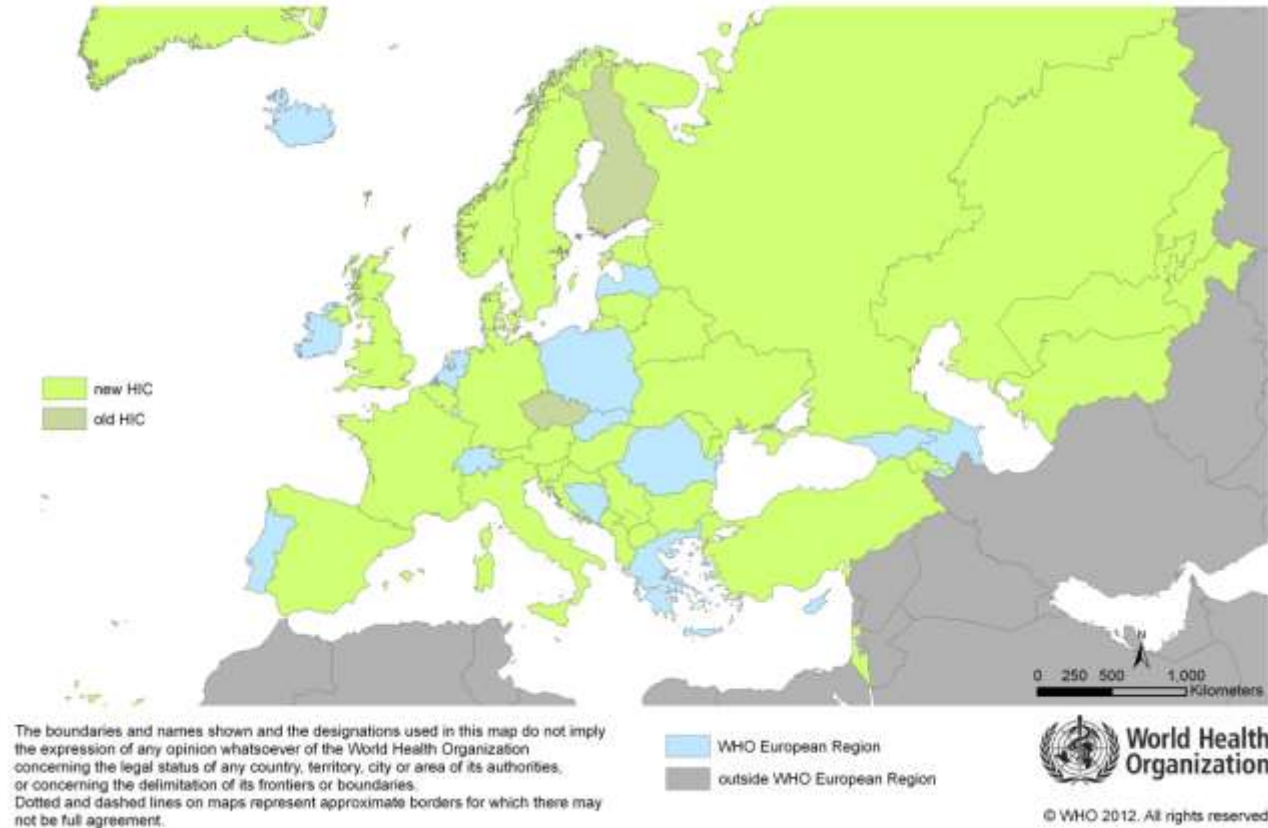 new HIC
old HIC
N
0 250 500 1,000
Kilometers
The boundaries and names shown and the designations used in this map do not imply
the expression of any opinion whatsoever of the World Health Organization
concerning the legal status of any country, territory, city or area of its authorities,
or concerning the delimitation of its frontiers or boundaries.
Dotted and dashed lines on maps represent approximate borders for which there may
not be full agreement.
WHO European Region
outside WHO European Region
World Health
Organization
© WHO 2012. All rights reserved